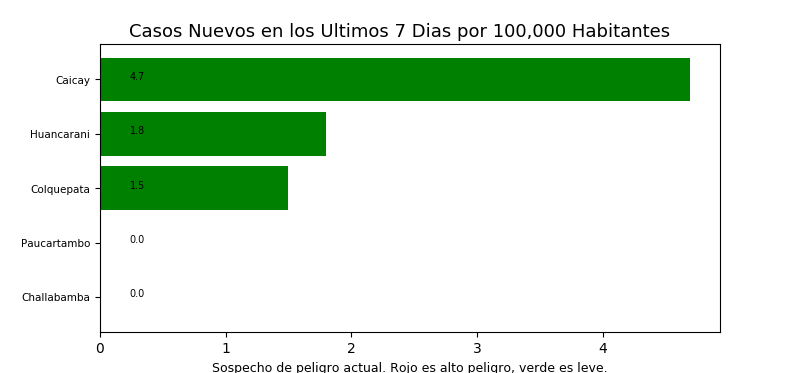 Casos Nuevos en los Ultimos 7 Dias por 100,000 Habitantes
Caicay 4.7
Huancarani 1.8
Colquepata 1.5
Paucartambo 0.0
Challabamba 0.0
0 1 2 3 4
Sospecho de peligro actual. Rojo es alto peligro, verde es leve.